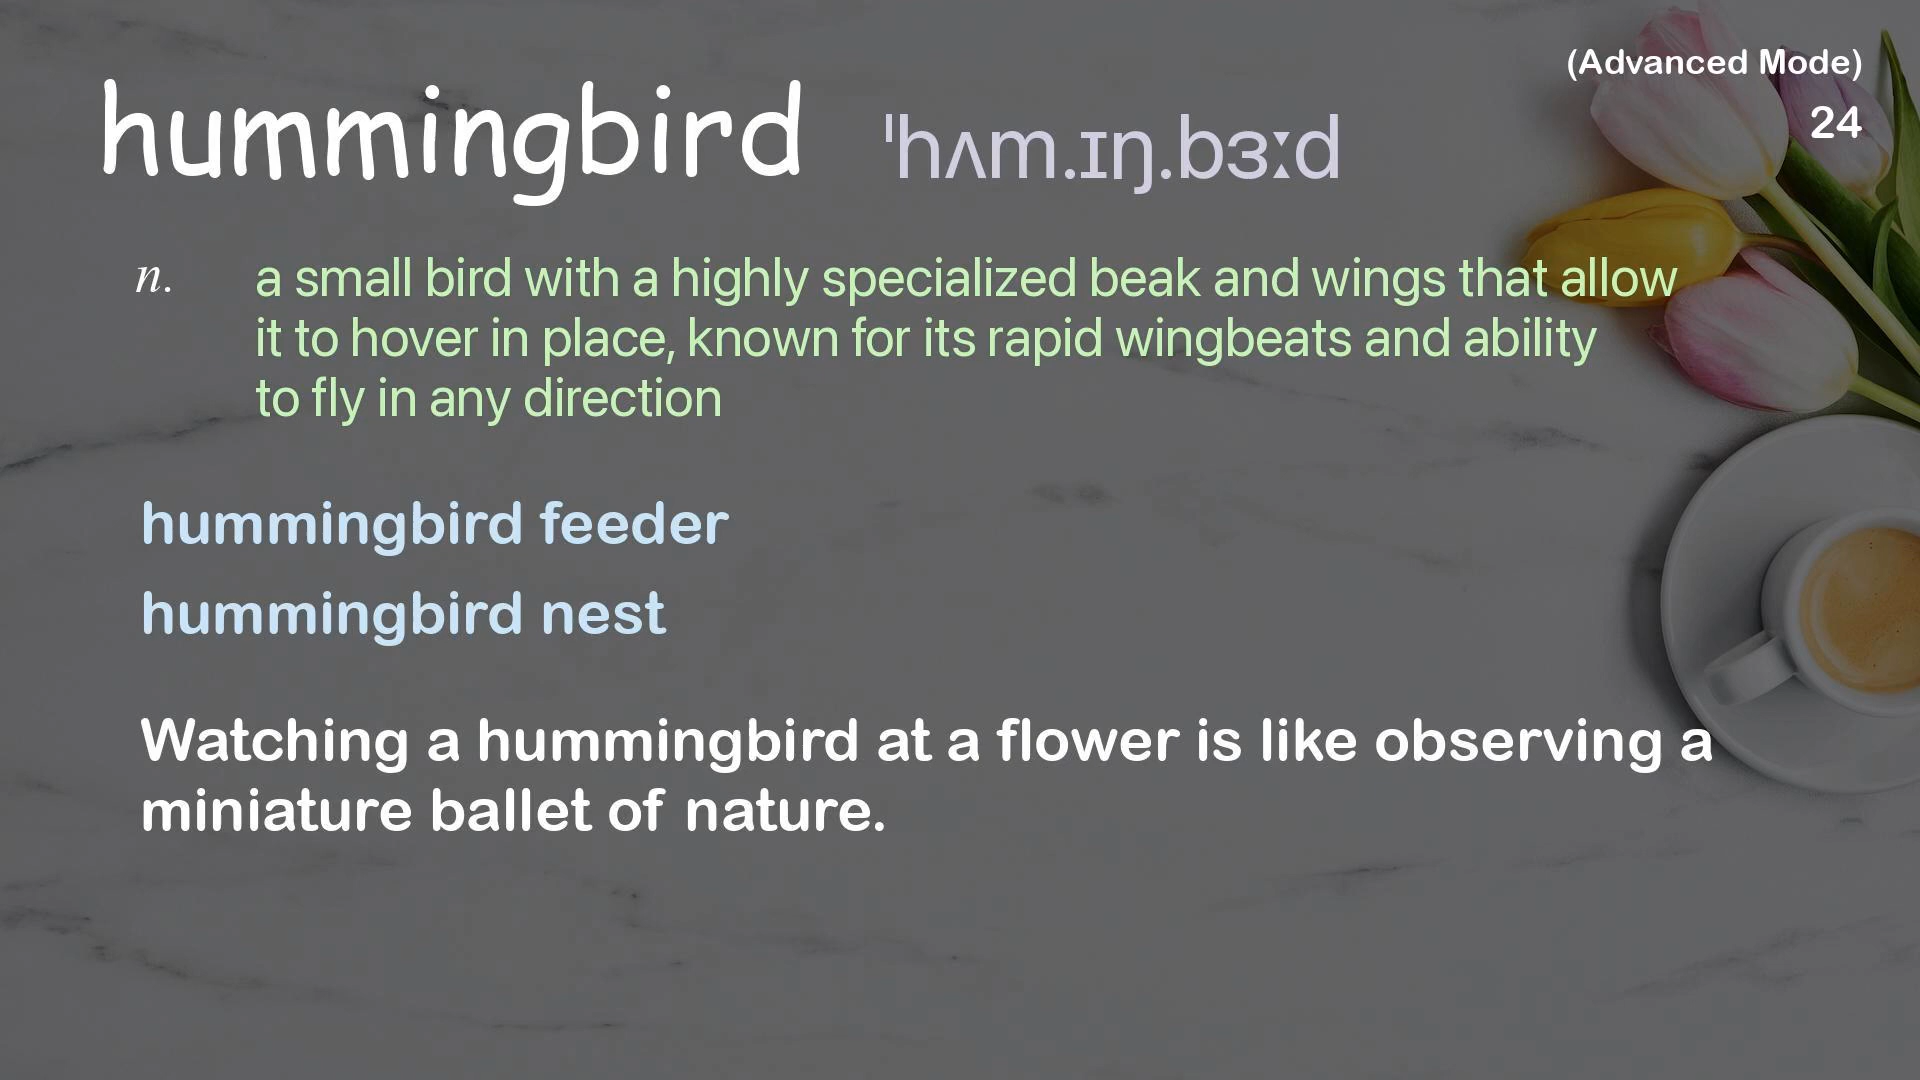 (Advanced Mode)
24
hummingbird ˈhʌm.ɪŋ.bɜːd
n. a small bird with a highly specialized beak and wings that allow
it to hover in place, known for its rapid wingbeats and ability
to fly in any direction
hummingbird feeder
hummingbird nest
Watching a hummingbird at a flower is like observing a
miniature ballet of nature.